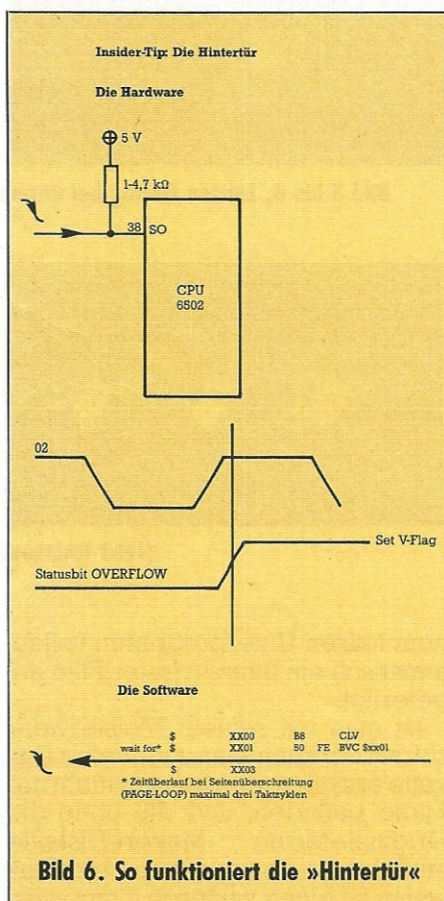 Insider-Tip: Die Hintertür
Die Hardware
5 V
1-4,7 kΩ
38 SO
CPU
6502
02
Set V-Flag
Statusbit OVERFLOW
Die Software
$ XX00 B8 CLV
wait for* $ XX01 50 FE BVC $xx01
$ XX03
* Zeitüberlauf bei Seitenüberschreitung
(PAGE-LOOP) maximal drei Taktzyklen
Bild 6. So funktioniert die »Hintertür«